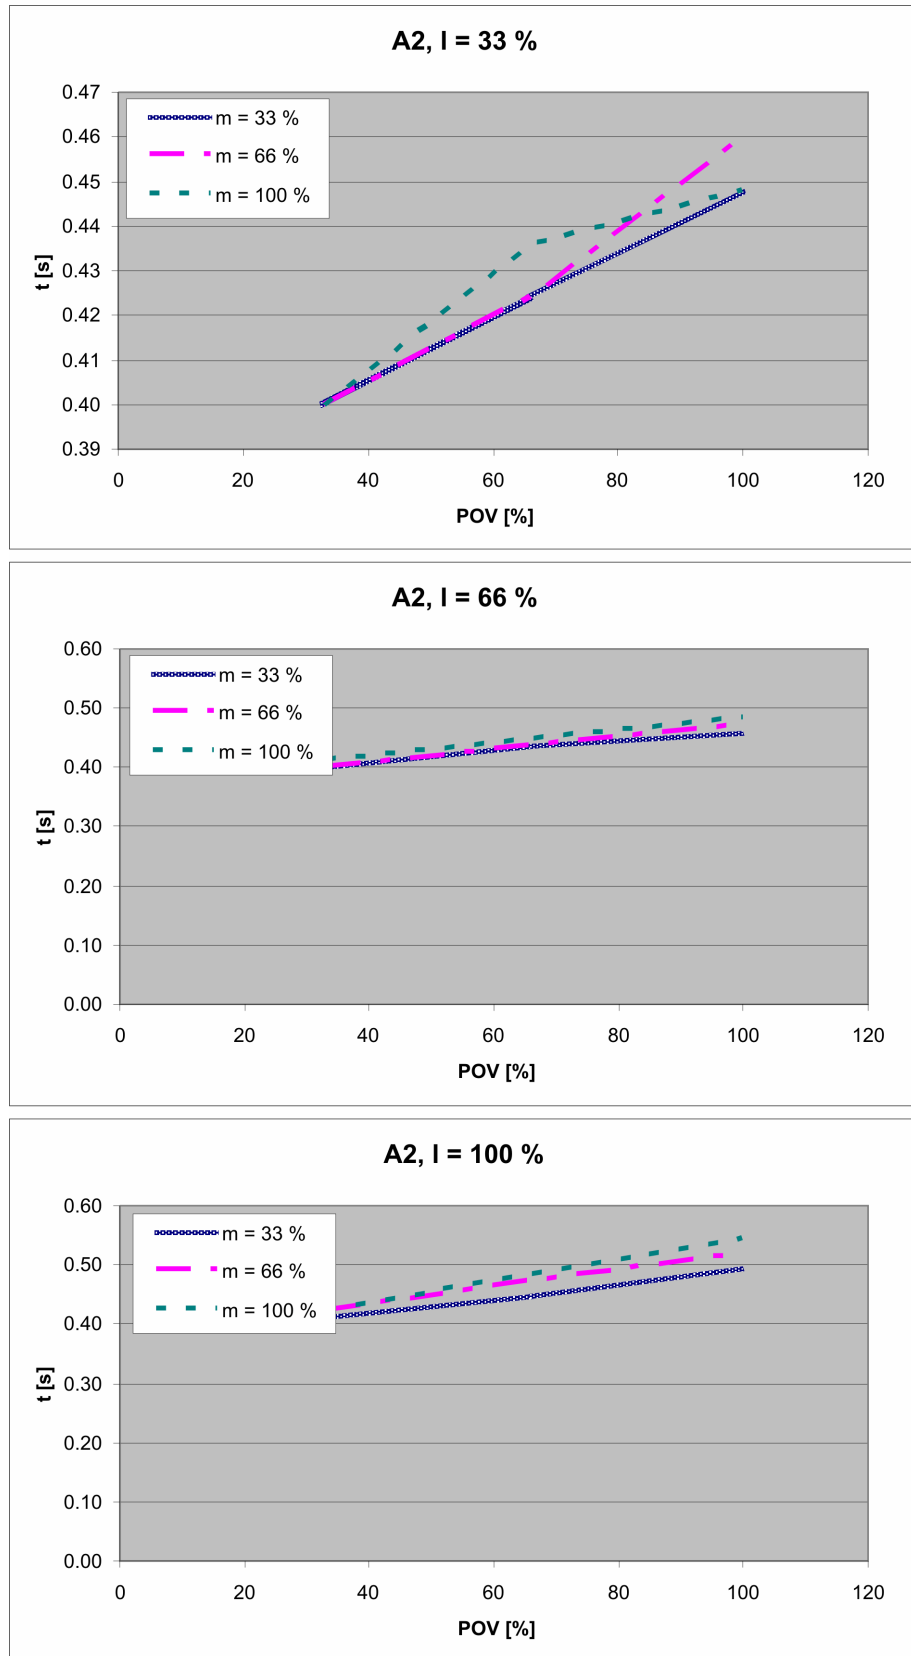 A2, l = 33 %
0.47
0.46
0.45
0.44
0.43
0.42
0.41
0.40
0.39
t [s]
m = 33 %
m = 66 %
m = 100 %
0 20 40 60 80 100 120
POV [%]
A2, l = 66 %
0.60
0.50
0.40
0.30
0.20
0.10
0.00
t [s]
m = 33 %
m = 66 %
m = 100 %
0 20 40 60 80 100 120
POV [%]
A2, l = 100 %
0.60
0.50
0.40
0.30
0.20
0.10
0.00
t [s]
m = 33 %
m = 66 %
m = 100 %
0 20 40 60 80 100 120
POV [%]